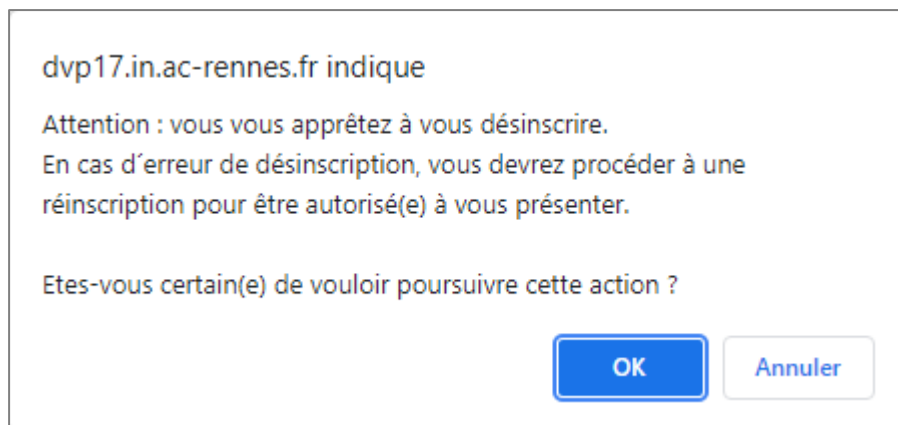 dvp17.in.ac-rennes.fr indique
Attention : vous vous apprêtez à vous désinscrire.
En cas d´erreur de désinscription, vous devrez procéder à une
réinscription pour être autorisé(e) à vous présenter.
Etes-vous certain(e) de vouloir poursuivre cette action ?
OK
Annuler